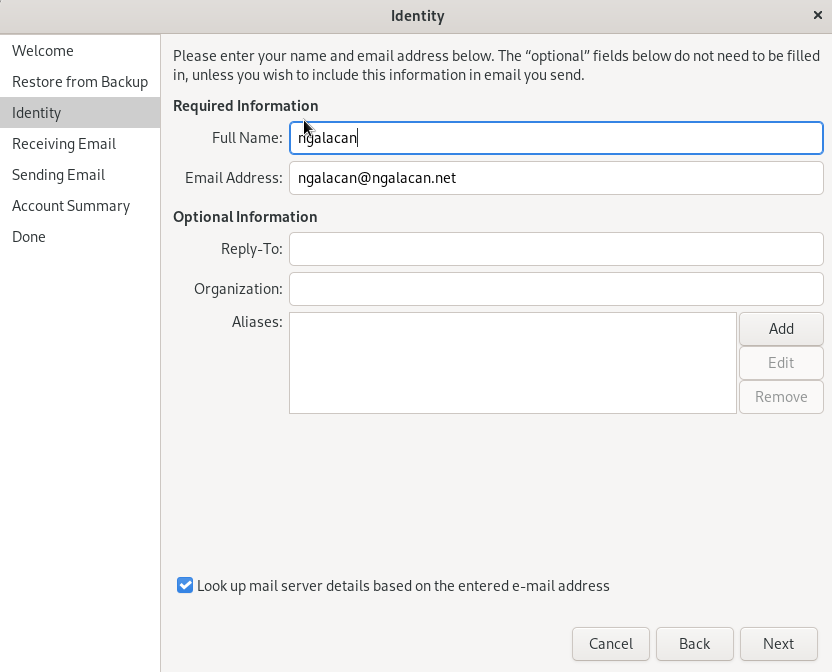 Identity
Welcome
Restore from Backup
Identity
Receiving Email
Sending Email
Account Summary
Done
Please enter your name and email address below. The “optional” fields below do not need to be filled
in, unless you wish to include this information in email you send.
Required Information
Full Name: ngalacan
Email Address: ngalacan@ngalacan.net
Optional Information
Reply-To:
Organization:
Aliases:
Add
Edit
Remove
Look up mail server details based on the entered e-mail address
Cancel Back Next